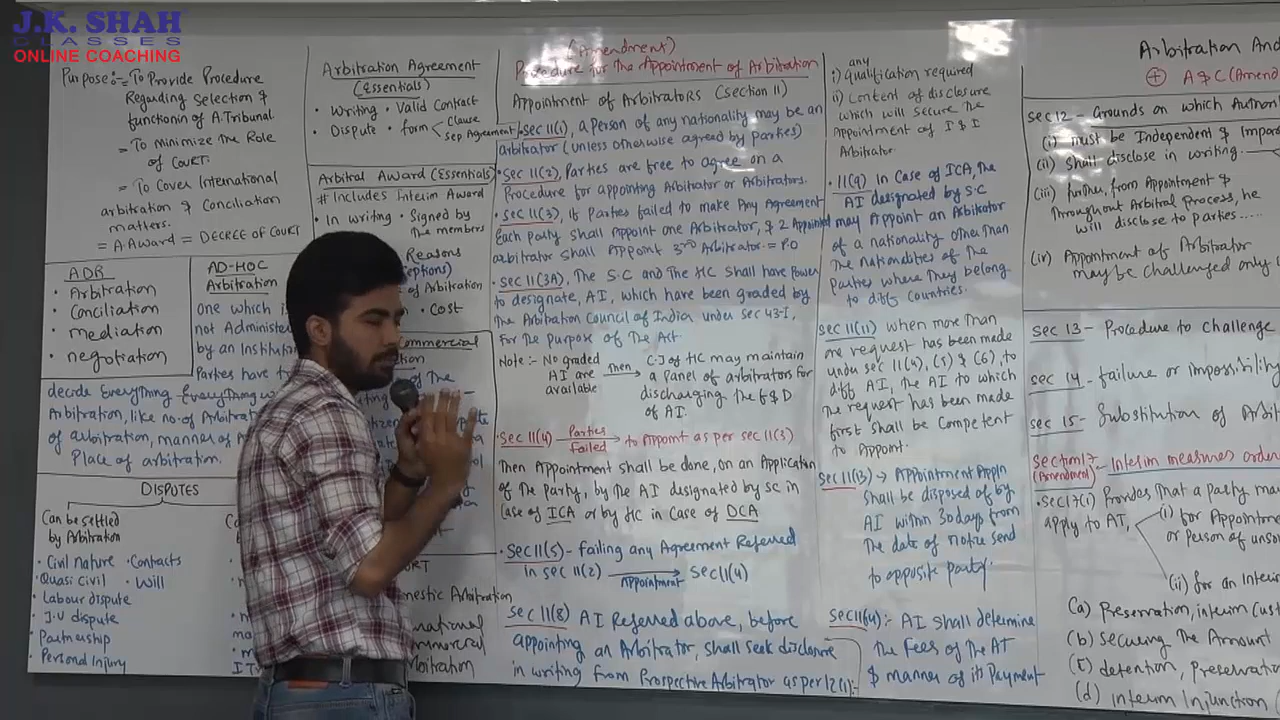 J.K. SHAH
CLASSES
ONLINE COACHING
Purpose:- = To Provide Procedure
Regarding Selection &
functionin of A.Tribunal
= To minimize the Role
of COURT.
= To Cover International
arbitration & Conciliation
matters.
= A.Award = DECREE OF COURT
ADR
• Arbitration
• Conciliation
• mediation
• negotiation
AD-HOC
Arbitration
One which i
not Administe
by an Institu
Parties have t
decide Everything
Arbitration, like no. of Arbitrat
of arbitration, manner of A
Place of arbitration.
DISPUTES
Can be settled
by Arbitration
• Civil nature • Contracts
• Quasi Civil • Will
• Labour dispute
• I.U dispute
• Partnership
• Personal Injury
Arbitration Agreement
(Essentials)
• Writing • Valid Contract
• Dispute • form < Clause
Sep Agreement
Arbitral Award (Essentials)
# Includes Interim Award
• In writing • Signed by
the members
Reasons
eptions)
of Arbitration
• Cost
Commercial
of the
mestic Arbitration
national
ommercial
rbitration
(Amendment)
Procedure for the Appointment of Arbitration
Appointment of Arbitrators (Section 11)
• Sec 11(1), a Person of any nationality may be an
arbitrator (unless otherwise agreed by parties)
• Sec 11(2), Parties are free to agree on a
Procedure for appointing Arbitrator or Arbitrators.
• Sec 11(3), if Parties failed to make Any Agreement
Each party shall Appoint one Arbitrator, & 2 Appointed
arbitrator shall Appoint 3rd Arbitrator = P.O
• Sec 11(3A), The S.C and The HC shall have Power
to designate, AI, which have been graded by
the Arbitration Council of India under Sec 43-I,
For the Purpose of The Act.
Note:- No graded
AI are
available
Then
C.J of HC may maintain
a Panel of arbitrators for
discharging the F & D
of AI.
• Sec 11(4) Parties failed to Appoint as per sec 11(3)
Then Appointment shall be done, on an Application
of The Party, by the AI designated by SC in
Case of ICA or by HC in Case of DCA
• Sec 11(5) - failing any Agreement Referred
in sec 11(2) Appointment Sec 11(4)
Sec 11(8) AI Referred above, before
appointing an Arbitrator, shall seek disclosure
in writing from Prospective Arbitrator as per 12(1):-
any
i) Qualification required
ii) Content of disclosure
which will secure The
Appointment of I & I
Arbitrator
• 11(9) In Case of ICA, The
AI designated by S.C
may Appoint an Arbitrator
of a nationality other Than
The nationalities of The
Parties where They belong
to diff countries.
Sec 11(11) when more Than
one request has been made
under sec 11(4), (5) & (6), to
diff AI, the AI to which
The request has been made
first shall be Competent
to Appoint.
Sec 11(13) → Appointment Appln
shall be disposed of by
AI within 30 days from
The date of notice send
to opposite party.
Sec 11(14):- AI shall determine
the Fees of The AT
& manner of its Payment
Arbitration And
⊕ A&C (Amend
Sec 12 - Grounds on which Author
(i) must be Independent & Impar
(ii) Shall disclose in writing:
(iii) Further, from Appointment &
Throughout Arbitral Process, he
will disclose to Parties.....
(iv) Appointment of Arbitrator
may be challenged only i
Sec 13 - Procedure to challenge
Sec 14 - failure or impossibility
Sec 15 - Substitution of Arbit
Section 17 - Interim measures orde
(Amendment)
• Sec 17(1) Provides That a party ma
apply to AT,
(i) for Appointme
or person of unso
(ii) for an Interim
(a) Preservation, interim Cust
(b) Securing The Amount
(c) detention, Preservatio
(d) interim Injunction